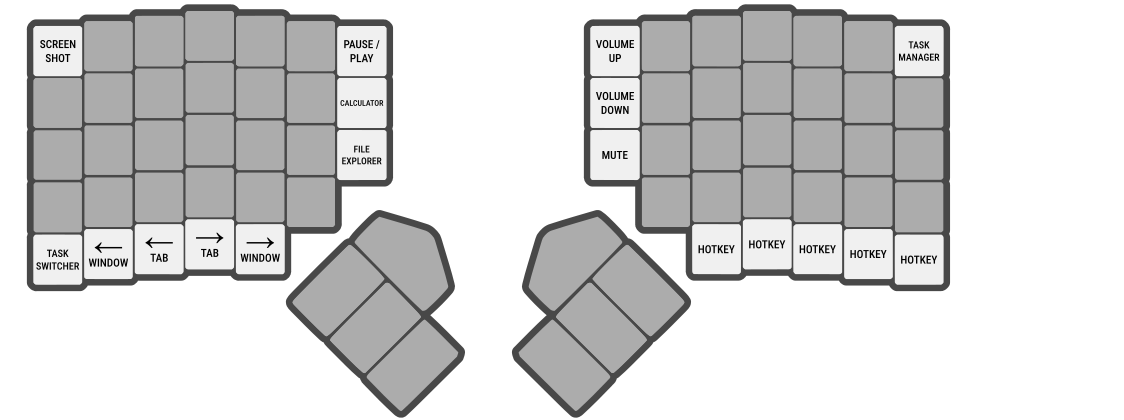 SCREEN
SHOT
PAUSE /
PLAY
CALCULATOR
FILE
EXPLORER
TASK
SWITCHER
←
WINDOW
←
TAB
→
TAB
→
WINDOW
VOLUME
UP
TASK
MANAGER
VOLUME
DOWN
MUTE
HOTKEY
HOTKEY
HOTKEY
HOTKEY
HOTKEY